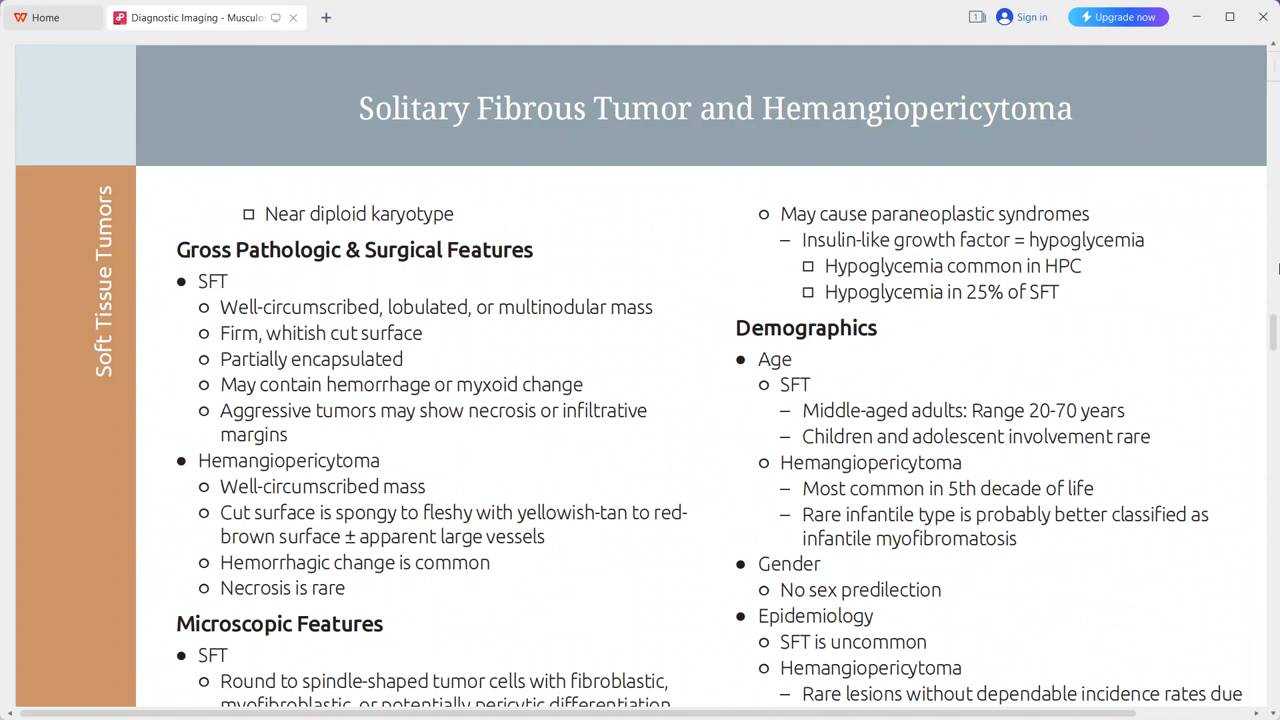 Home
Diagnostic Imaging - Musculos
Sign in
Upgrade now
Solitary Fibrous Tumor and Hemangiopericytoma
Soft Tissue Tumors
□ Near diploid karyotype
Gross Pathologic & Surgical Features
● SFT
○ Well-circumscribed, lobulated, or multinodular mass
○ Firm, whitish cut surface
○ Partially encapsulated
○ May contain hemorrhage or myxoid change
○ Aggressive tumors may show necrosis or infiltrative
margins
● Hemangiopericytoma
○ Well-circumscribed mass
○ Cut surface is spongy to fleshy with yellowish-tan to red-
brown surface ± apparent large vessels
○ Hemorrhagic change is common
○ Necrosis is rare
Microscopic Features
● SFT
○ Round to spindle-shaped tumor cells with fibroblastic,
myofibroblastic, or potentially pericytic differentiation
○ May cause paraneoplastic syndromes
– Insulin-like growth factor = hypoglycemia
□ Hypoglycemia common in HPC
□ Hypoglycemia in 25% of SFT
Demographics
● Age
○ SFT
– Middle-aged adults: Range 20-70 years
– Children and adolescent involvement rare
○ Hemangiopericytoma
– Most common in 5th decade of life
– Rare infantile type is probably better classified as
infantile myofibromatosis
● Gender
○ No sex predilection
● Epidemiology
○ SFT is uncommon
○ Hemangiopericytoma
– Rare lesions without dependable incidence rates due